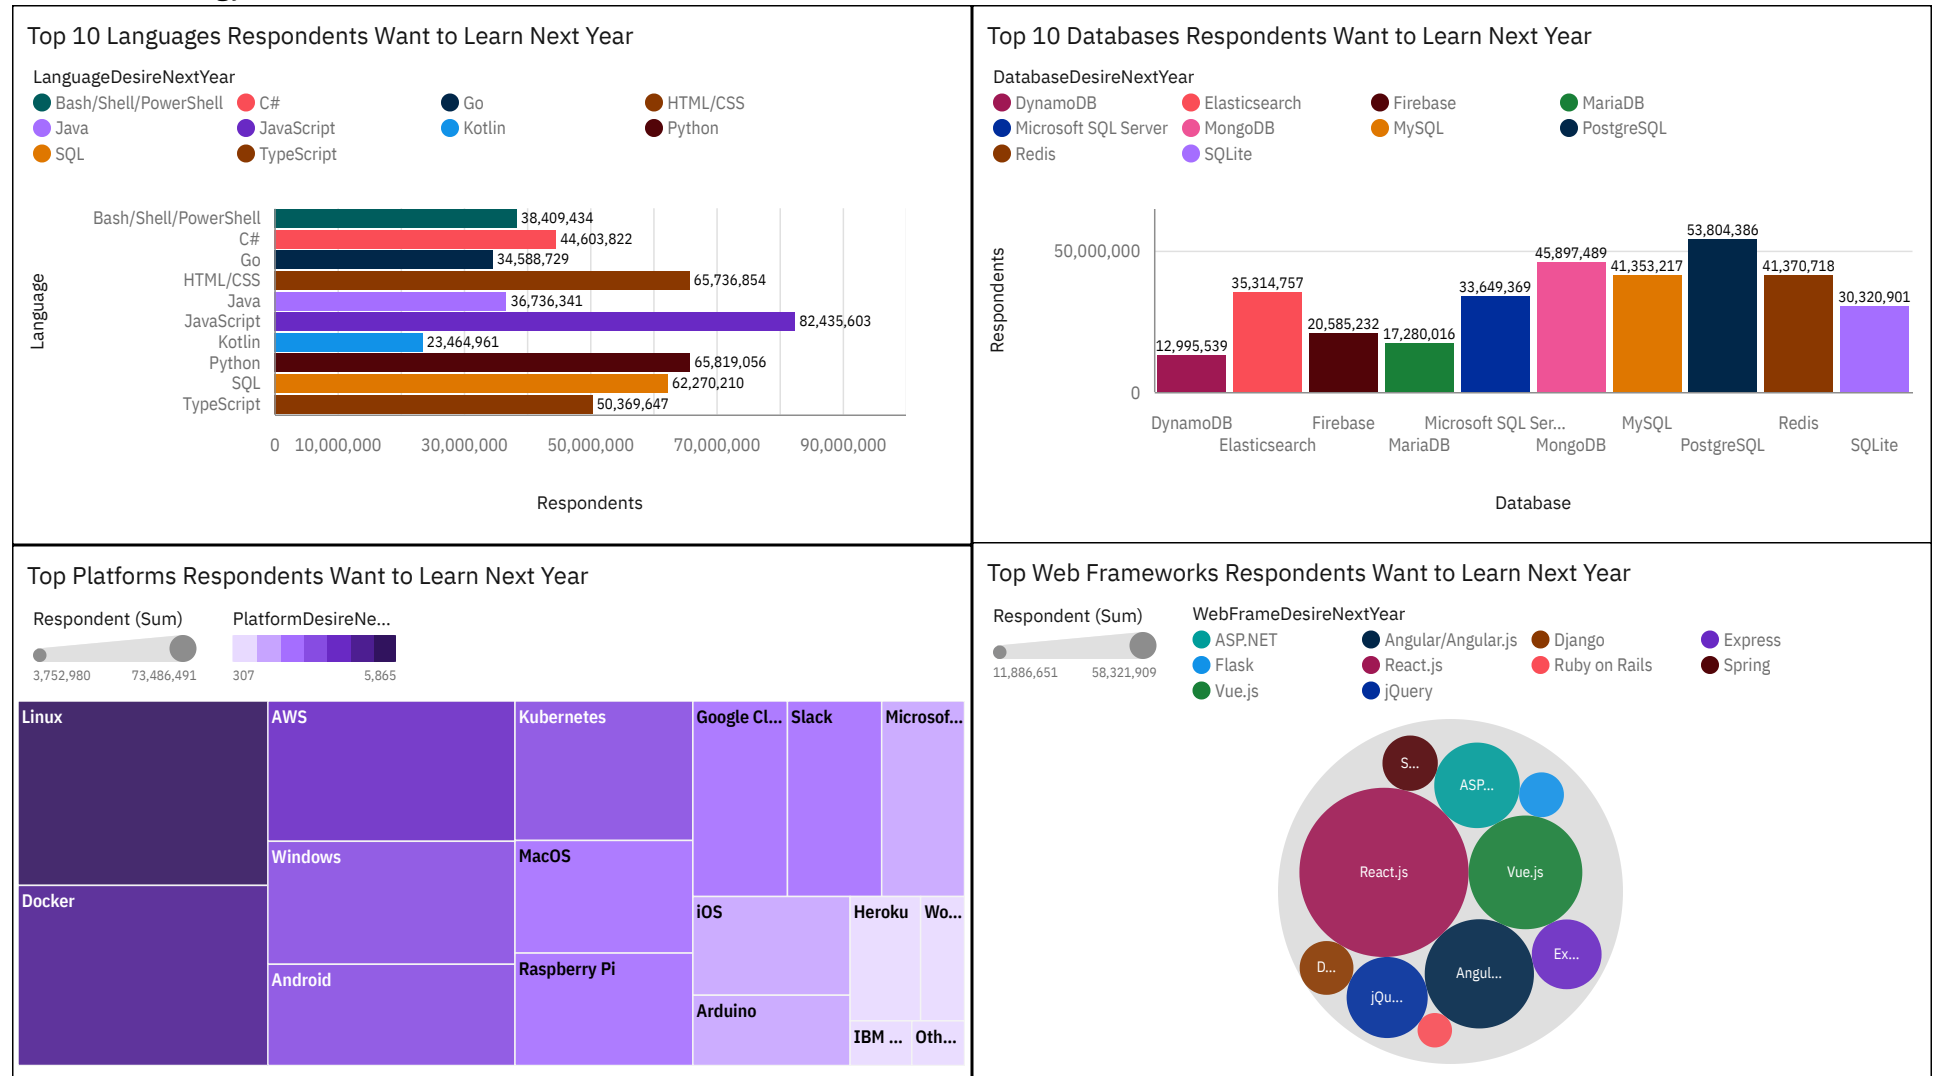 Top 10 Languages Respondents Want to Learn Next Year
LanguageDesireNextYear
Bash/Shell/PowerShell C# Go HTML/CSS
Java JavaScript Kotlin Python
SQL TypeScript
Language
Bash/Shell/PowerShell 38,409,434
C# 44,603,822
Go 34,588,729
HTML/CSS 65,736,854
Java 36,736,341
JavaScript 82,435,603
Kotlin 23,464,961
Python 65,819,056
SQL 62,270,210
TypeScript 50,369,647
0 10,000,000 30,000,000 50,000,000 70,000,000 90,000,000
Respondents
Top 10 Databases Respondents Want to Learn Next Year
DatabaseDesireNextYear
DynamoDB Elasticsearch Firebase MariaDB
Microsoft SQL Server MongoDB MySQL PostgreSQL
Redis SQLite
Respondents
50,000,000
0
12,995,539 35,314,757 20,585,232 17,280,016 33,649,369 45,897,489 41,353,217 53,804,386 41,370,718 30,320,901
DynamoDB Firebase Microsoft SQL Ser... MySQL Redis
Elasticsearch MariaDB MongoDB PostgreSQL SQLite
Database
Top Platforms Respondents Want to Learn Next Year
Respondent (Sum) PlatformDesireNe...
3,752,980 73,486,491 307 5,865
Linux AWS Kubernetes Google Cl... Slack Microsof...
Windows MacOS
Docker iOS Heroku Wo...
Android Raspberry Pi
Arduino IBM ... Oth...
Top Web Frameworks Respondents Want to Learn Next Year
Respondent (Sum) WebFrameDesireNextYear
11,886,651 58,321,909
ASP.NET Angular/Angular.js Django Express
Flask React.js Ruby on Rails Spring
Vue.js jQuery
S...
ASP...
React.js Vue.js
Ex...
D... Angul...
jQu...